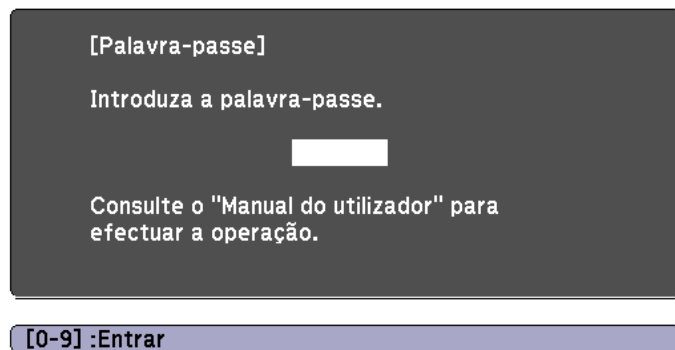 [Palavra-passe]
Introduza a palavra-passe.
Consulte o "Manual do utilizador" para
efectuar a operação.
[0-9] :Entrar